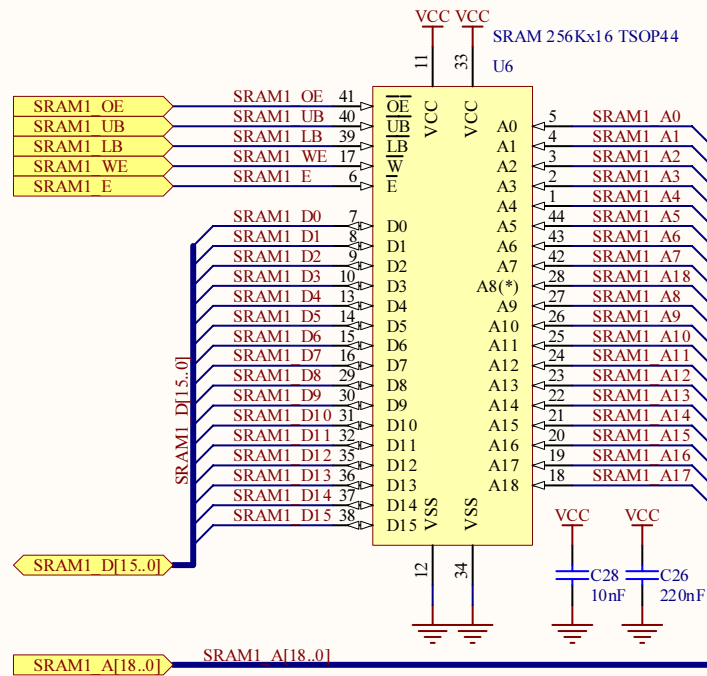 VCC VCC
SRAM 256Kx16 TSOP44
U6
11 33
SRAM1_OE SRAM1_OE 41 OE VCC VCC
SRAM1_UB SRAM1_UB 40 UB A0 5 SRAM1_A0
SRAM1_LB SRAM1_LB 39 LB A1 4 SRAM1_A1
SRAM1_WE SRAM1_WE 17 W A2 3 SRAM1_A2
SRAM1_E SRAM1_E 6 E A3 2 SRAM1_A3
A4 1 SRAM1_A4
SRAM1_D0 7 D0 A5 44 SRAM1_A5
SRAM1_D1 8 D1 A6 43 SRAM1_A6
SRAM1_D2 9 D2 A7 42 SRAM1_A7
SRAM1_D3 10 D3 A8(*) 28 SRAM1_A18
SRAM1_D4 13 D4 A9 27 SRAM1_A8
SRAM1_D5 14 D5 A10 26 SRAM1_A9
SRAM1_D6 15 D6 A11 25 SRAM1_A10
SRAM1_D7 16 D7 A12 24 SRAM1_A11
SRAM1_D8 29 D8 A13 23 SRAM1_A12
SRAM1_D9 30 D9 A14 22 SRAM1_A13
SRAM1_D10 31 D10 A15 21 SRAM1_A14
SRAM1_D11 32 D11 A16 20 SRAM1_A15
SRAM1_D12 35 D12 A17 19 SRAM1_A16
SRAM1_D13 36 D13 A18 18 SRAM1_A17
SRAM1_D14 37 D14
SRAM1_D15 38 D15 VSS VSS
SRAM1_D[15..0]
12 34
VCC VCC
SRAM1_D[15..0]
C28 C26
10nF 220nF
SRAM1_A[18..0] SRAM1_A[18..0]